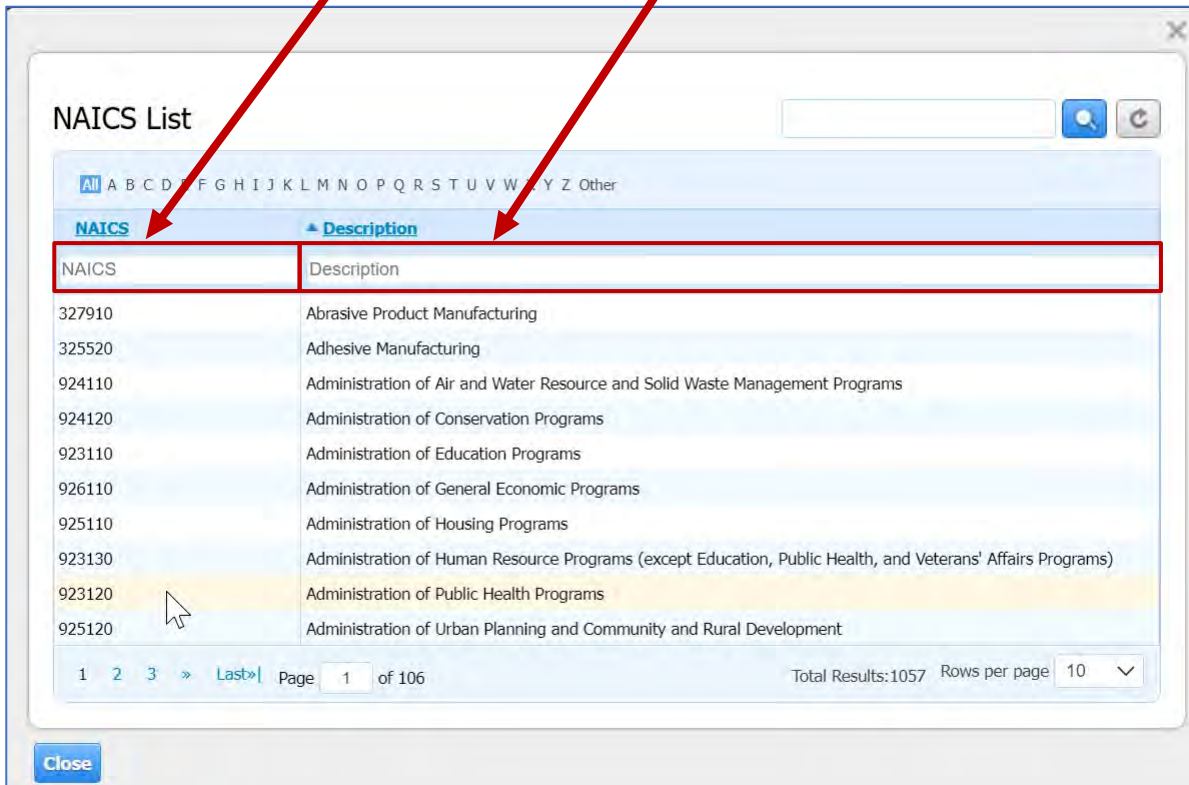 NAICS List
All A B C D F G H I J K L M N O P Q R S T U V W Y Z Other
NAICS Description
NAICS Description
327910 Abrasive Product Manufacturing
325520 Adhesive Manufacturing
924110 Administration of Air and Water Resource and Solid Waste Management Programs
924120 Administration of Conservation Programs
923110 Administration of Education Programs
926110 Administration of General Economic Programs
925110 Administration of Housing Programs
923130 Administration of Human Resource Programs (except Education, Public Health, and Veterans' Affairs Programs)
923120 Administration of Public Health Programs
925120 Administration of Urban Planning and Community and Rural Development
1 2 3 » Last»| Page 1 of 106 Total Results:1057 Rows per page 10
Close